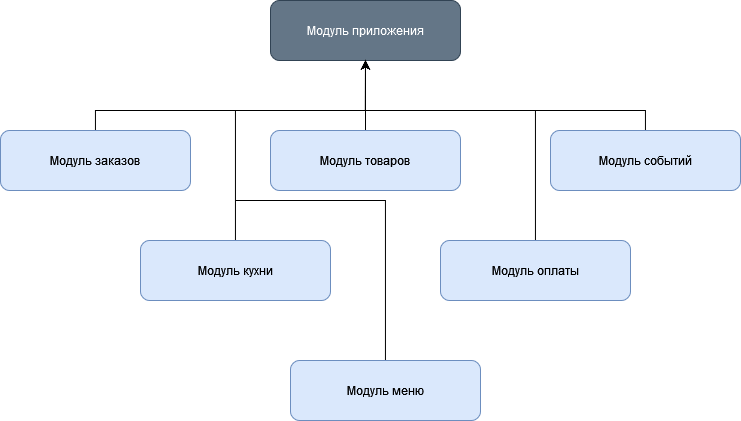 Модуль приложения
Модуль заказов
Модуль товаров
Модуль событий
Модуль кухни
Модуль оплаты
Модуль меню